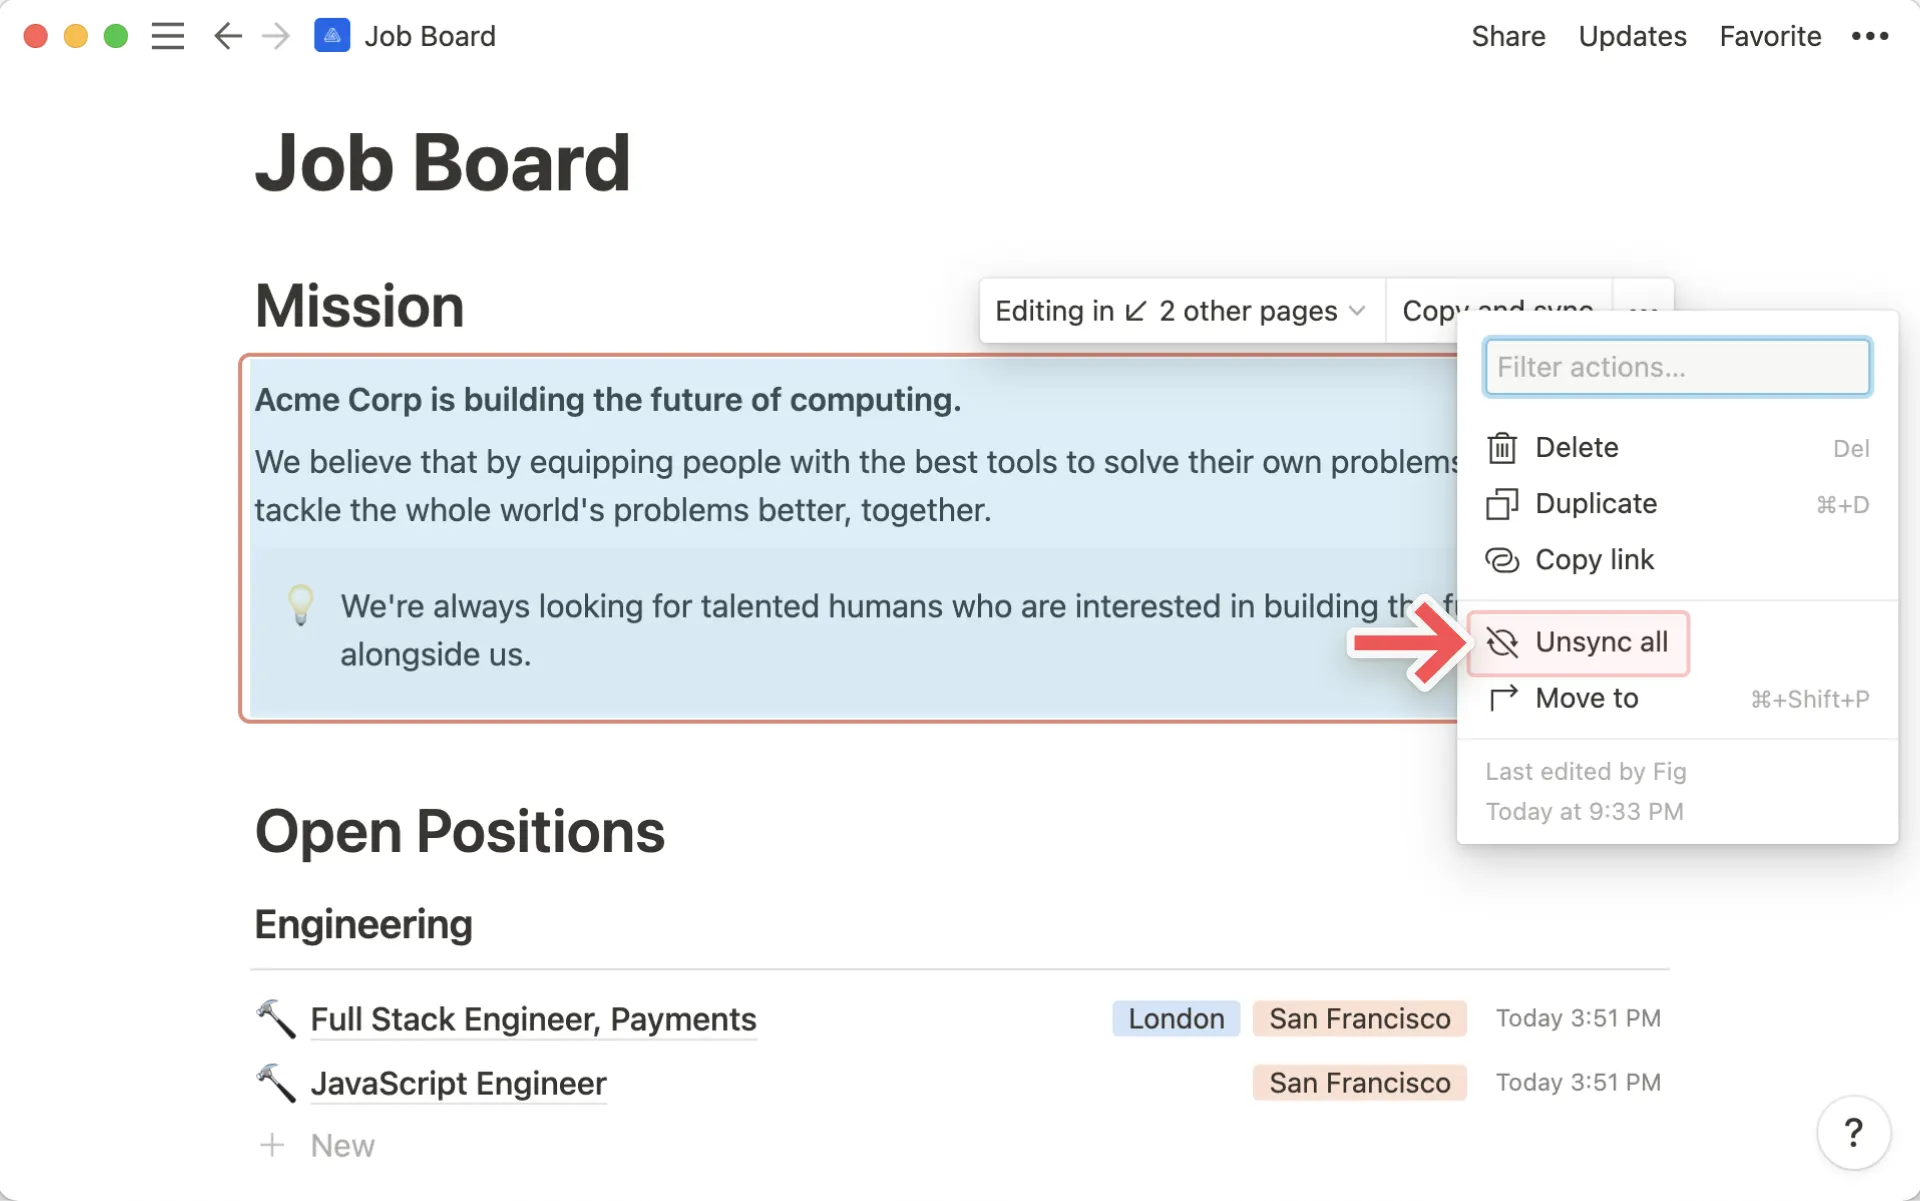 Job Board
Share Updates Favorite
Job Board
Mission
Editing in ↙ 2 other pages
Copy and sync
Filter actions...
Acme Corp is building the future of computing.
We believe that by equipping people with the best tools to solve their own problems
tackle the whole world's problems better, together.
We're always looking for talented humans who are interested in building
alongside us.
Delete Del
Duplicate ⌘+D
Copy link
Unsync all
Move to ⌘+Shift+P
Last edited by Fig
Today at 9:33 PM
Open Positions
Engineering
Full Stack Engineer, Payments London San Francisco Today 3:51 PM
JavaScript Engineer San Francisco Today 3:51 PM
+ New
?